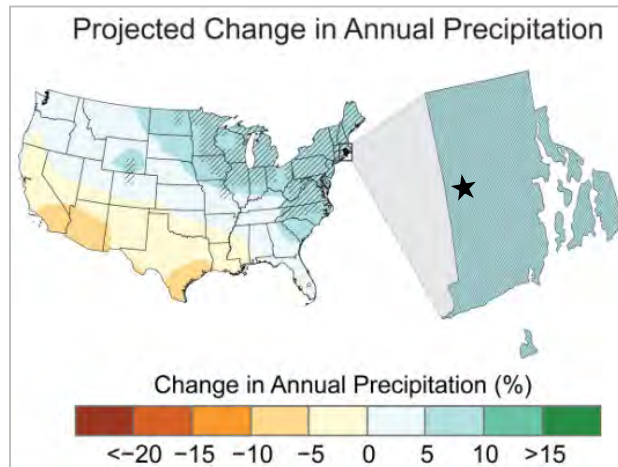 Projected Change in Annual Precipitation
Change in Annual Precipitation (%)
<−20 −15 −10 −5 0 5 10 >15